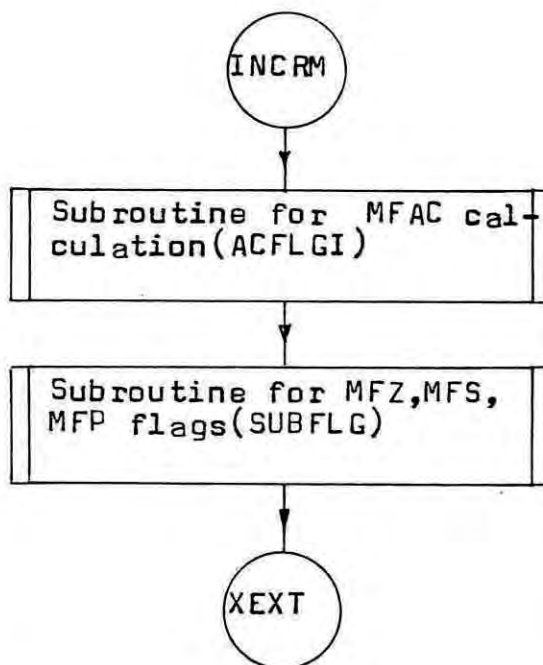 INCRM
Subroutine for MFAC cal-
culation(ACFLGI)
Subroutine for MFZ,MFS,
MFP flags(SUBFLG)
XEXT